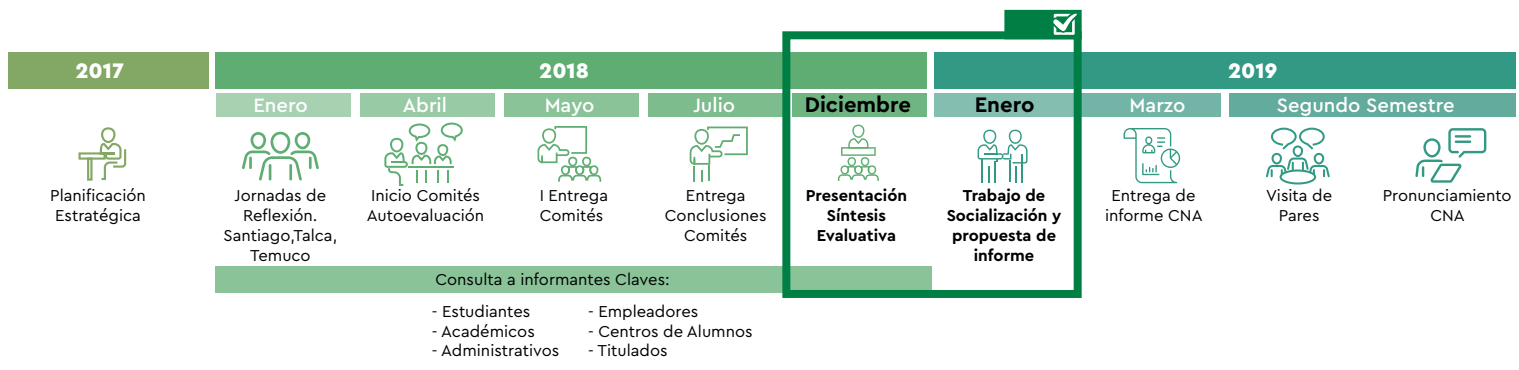 2017
2018
2019
Enero
Abril
Mayo
Julio
Diciembre
Enero
Marzo
Segundo Semestre
Planificación
Estratégica
Jornadas de
Reflexión.
Santiago,Talca,
Temuco
Inicio Comités
Autoevaluación
I Entrega
Comités
Entrega
Conclusiones
Comités
Presentación
Síntesis
Evaluativa
Trabajo de
Socialización y
propuesta de
informe
Entrega de
informe CNA
Visita de
Pares
Pronunciamiento
CNA
Consulta a informantes Claves:
- Estudiantes
- Académicos
- Administrativos
- Empleadores
- Centros de Alumnos
- Titulados